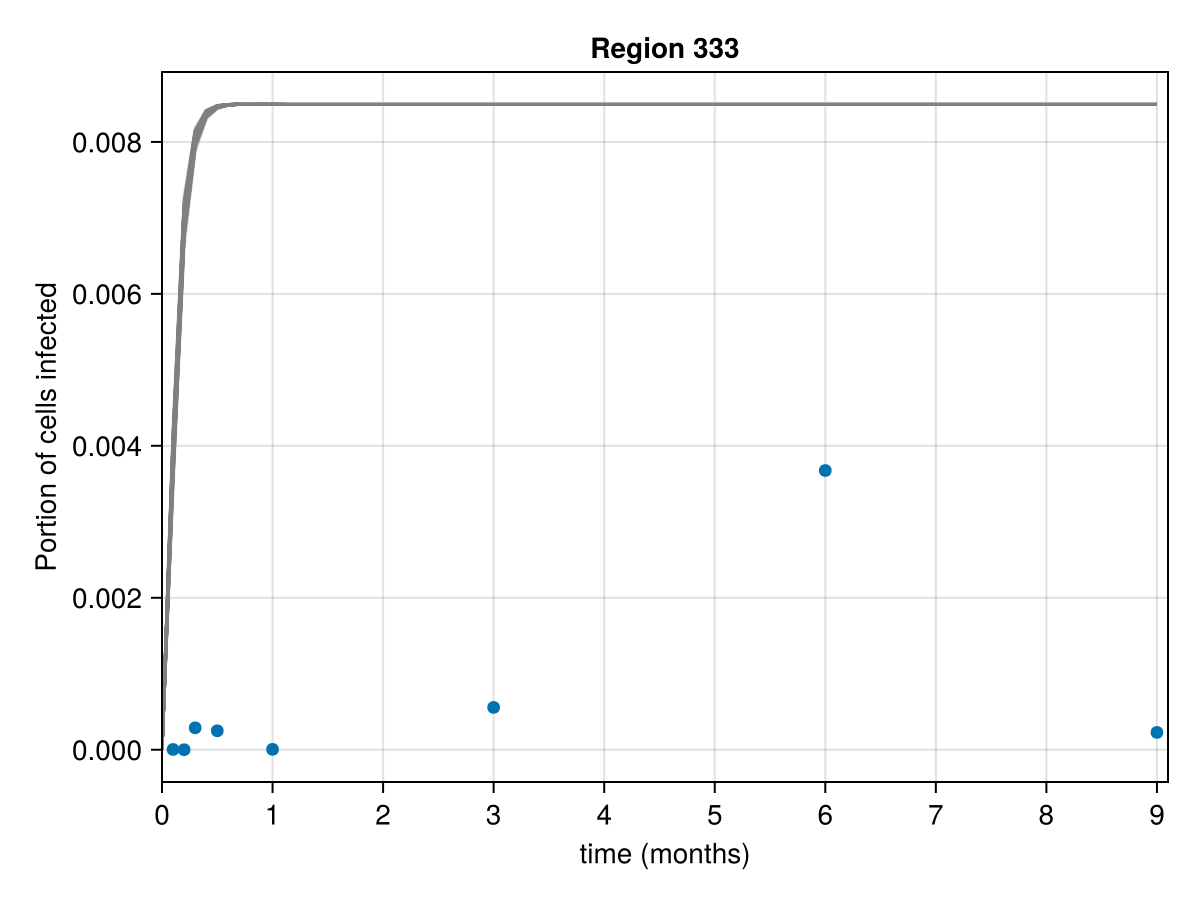 Region 333
0.008
0.006
0.004
0.002
0.000
Portion of cells infected
0 1 2 3 4 5 6 7 8 9
time (months)